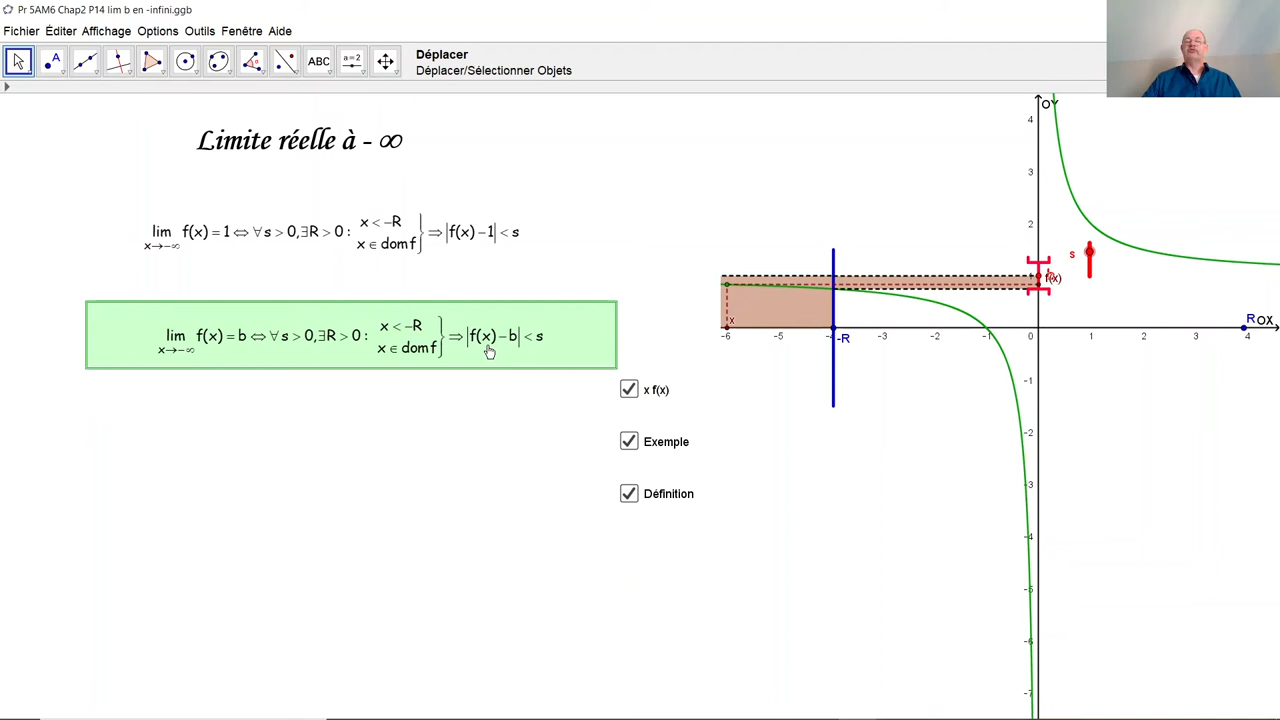 Pr 5AM6 Chap2 P14 lim b en -infini.ggb
Fichier Éditer Affichage Options Outils Fenêtre Aide
A ABC a=2
Déplacer
Déplacer/Sélectionner Objets
Limite réelle à - ∞
lim f(x) = 1 ⇔ ∀ s > 0, ∃R > 0 : x < -R
x→-∞ x ∈ dom f } ⇒ |f(x) - 1| < s
lim f(x) = b ⇔ ∀ s > 0, ∃R > 0 : x < -R
x→-∞ x ∈ dom f } ⇒ |f(x) - b| < s
x f(x)
Exemple
Définition
OY
4
3
2
s
f(x)
x
-6 -5 -4 -R -3 -2 -1 0 1 2 3 R 4 OX
-1
-2
-3
-4
-5
-6
-7